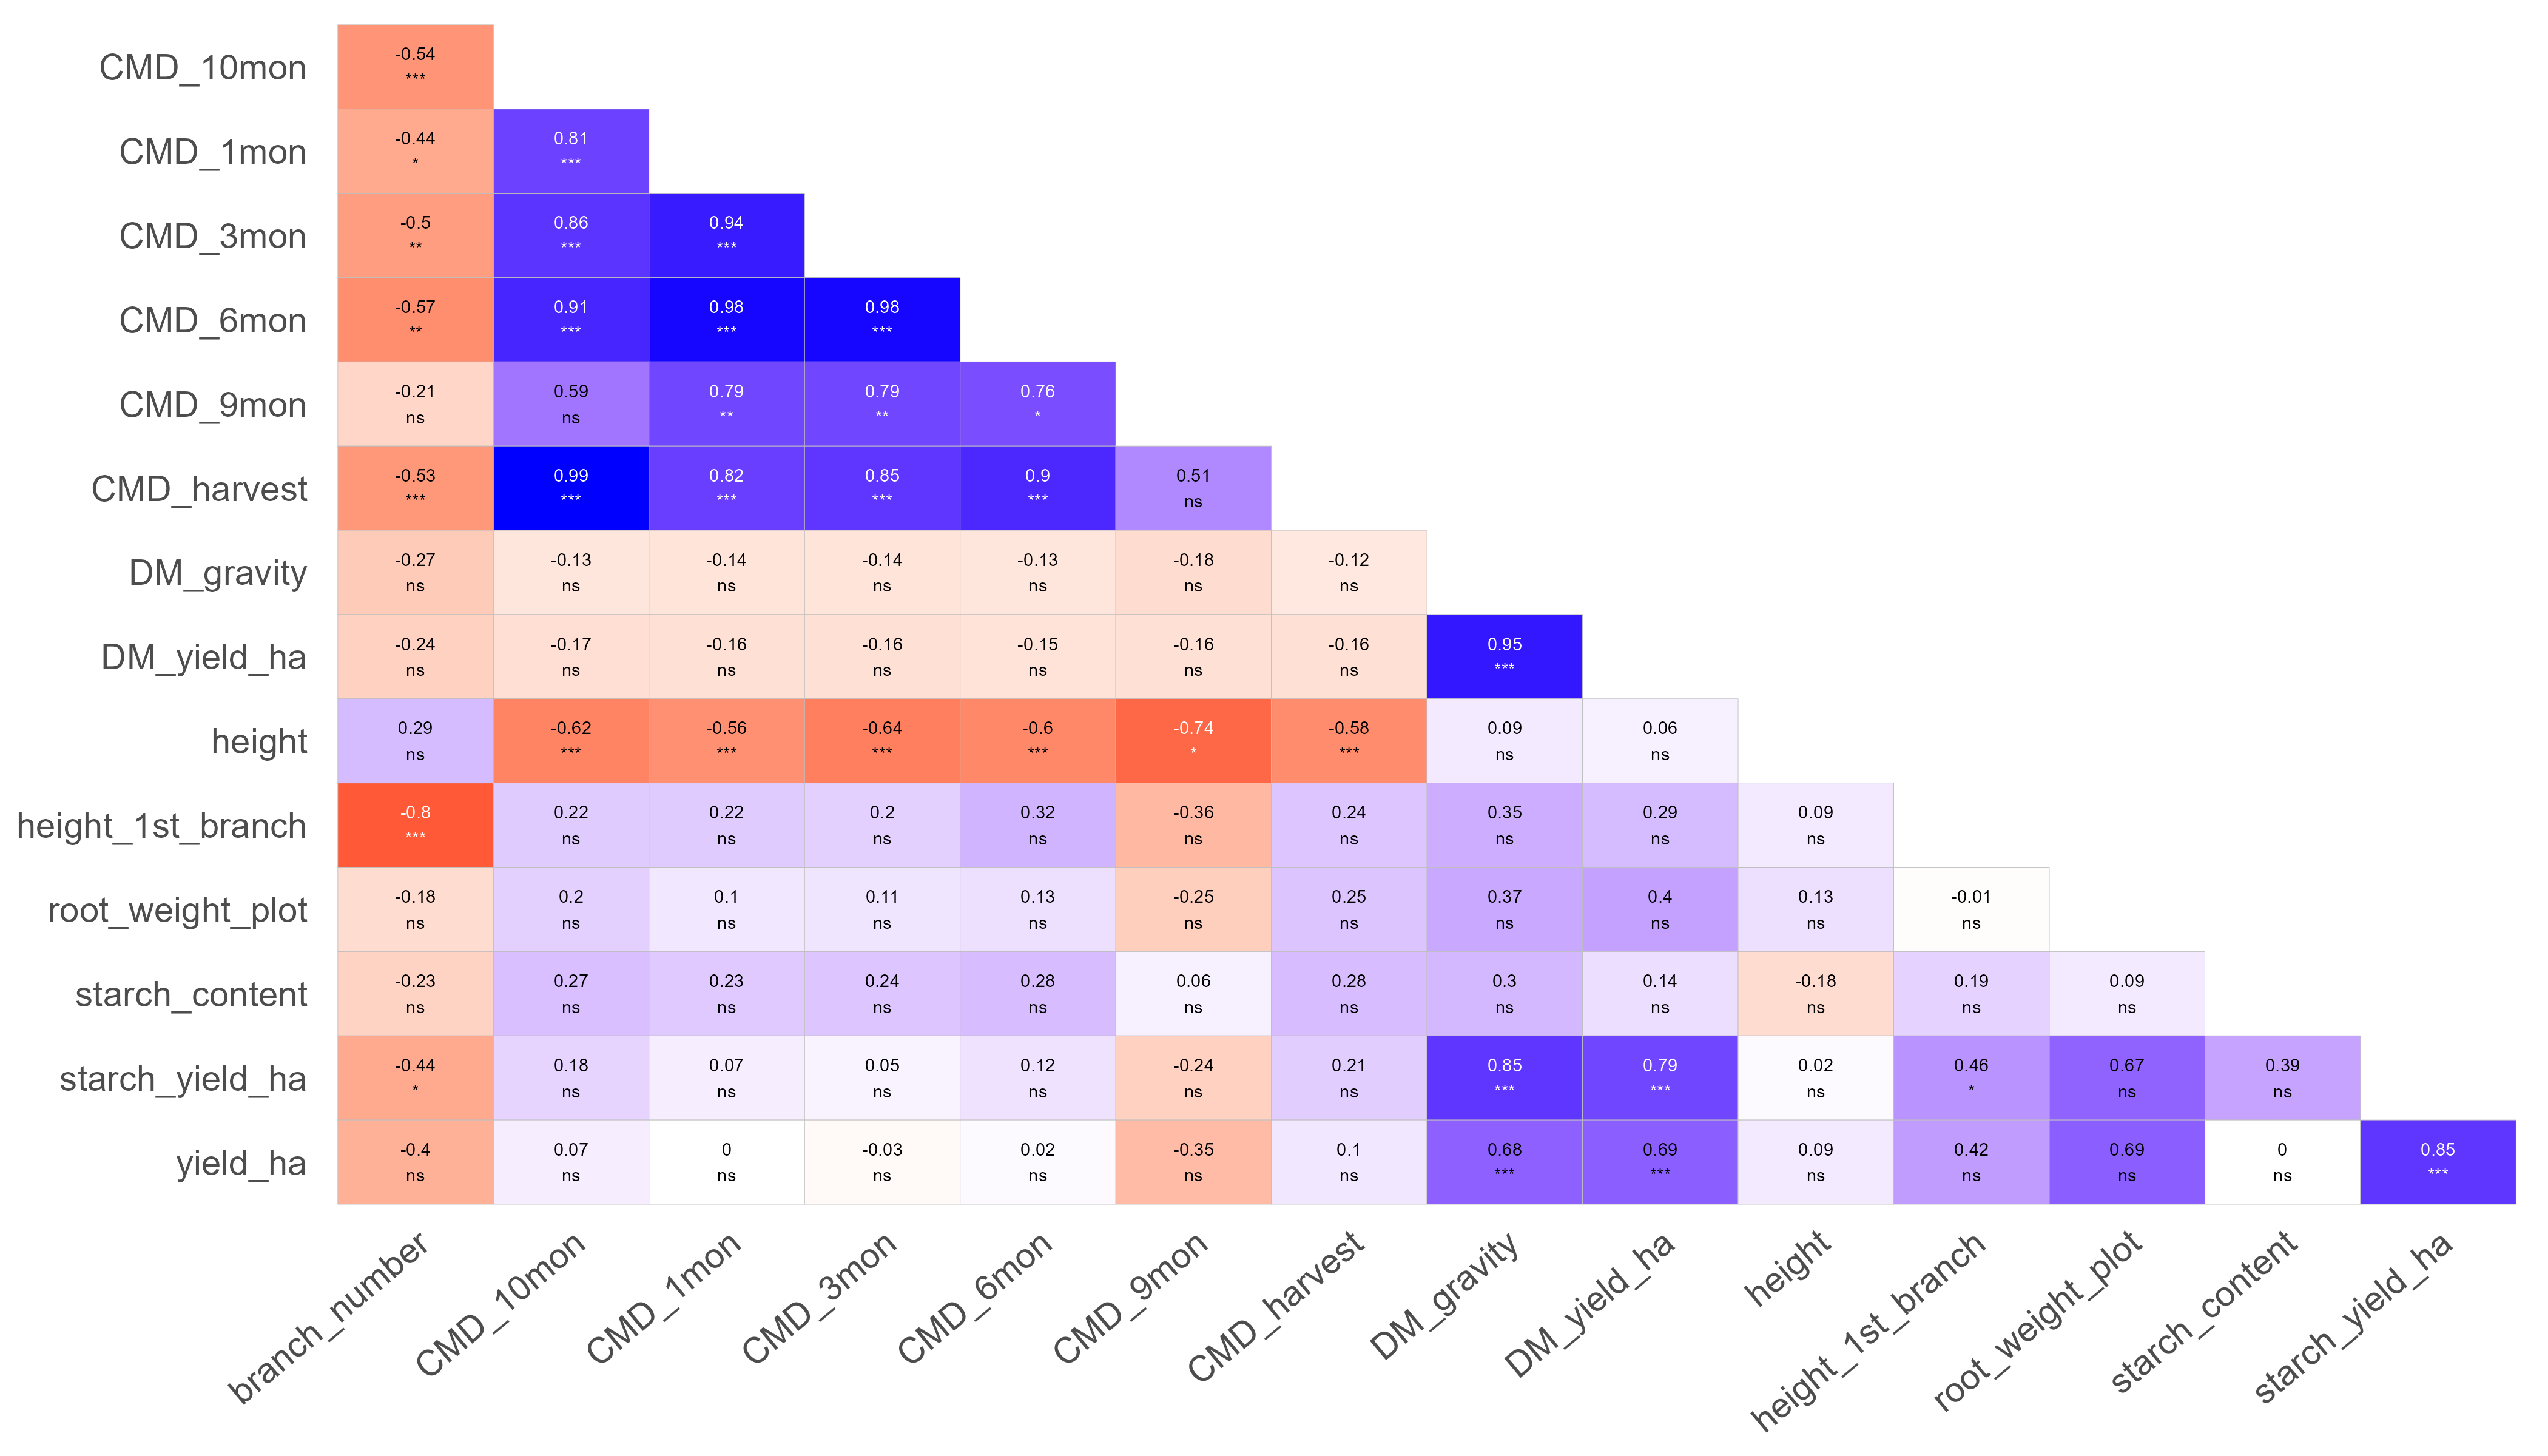 CMD_10mon -0.54
***
CMD_1mon -0.44 0.81
* ***
CMD_3mon -0.5 0.86 0.94
** *** ***
CMD_6mon -0.57 0.91 0.98 0.98
** *** *** ***
CMD_9mon -0.21 0.59 0.79 0.79 0.76
ns ns ** ** *
CMD_harvest -0.53 0.99 0.82 0.85 0.9 0.51
*** *** *** *** *** ns
DM_gravity -0.27 -0.13 -0.14 -0.14 -0.13 -0.18 -0.12
ns ns ns ns ns ns ns
DM_yield_ha -0.24 -0.17 -0.16 -0.16 -0.15 -0.16 -0.16 0.95
ns ns ns ns ns ns ns ***
height 0.29 -0.62 -0.56 -0.64 -0.6 -0.74 -0.58 0.09 0.06
ns *** *** *** *** * *** ns ns
height_1st_branch -0.8 0.22 0.22 0.2 0.32 -0.36 0.24 0.35 0.29 0.09
*** ns ns ns ns ns ns ns ns ns
root_weight_plot -0.18 0.2 0.1 0.11 0.13 -0.25 0.25 0.37 0.4 0.13 -0.01
ns ns ns ns ns ns ns ns ns ns ns
starch_content -0.23 0.27 0.23 0.24 0.28 0.06 0.28 0.3 0.14 -0.18 0.19 0.09
ns ns ns ns ns ns ns ns ns ns ns ns
starch_yield_ha -0.44 0.18 0.07 0.05 0.12 -0.24 0.21 0.85 0.79 0.02 0.46 0.67 0.39
* ns ns ns ns ns ns *** *** ns * ns ns
yield_ha -0.4 0.07 0 -0.03 0.02 -0.35 0.1 0.68 0.69 0.09 0.42 0.69 0 0.85
ns ns ns ns ns ns ns *** *** ns ns ns ns ***
branch_number CMD_10mon CMD_1mon CMD_3mon CMD_6mon CMD_9mon CMD_harvest DM_gravity DM_yield_ha height height_1st_branch root_weight_plot starch_content starch_yield_ha